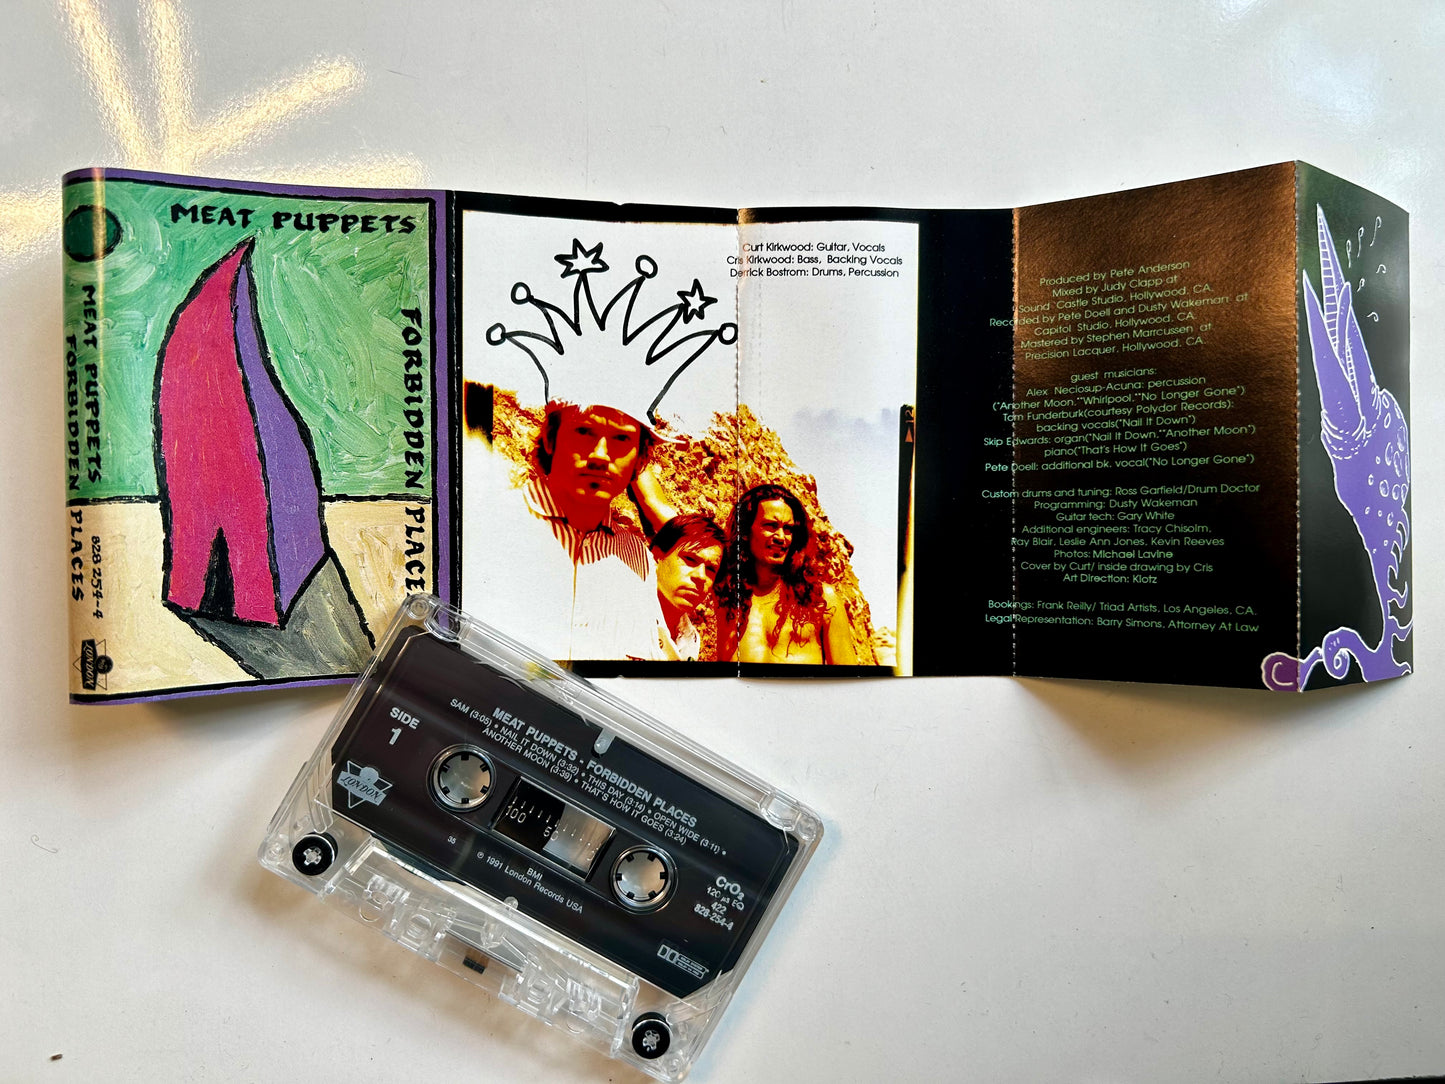 MEAT PUPPETS
FORBIDDEN PLACES
MEAT PUPPETS
FORBIDDEN PLACES
828 254-4
LONDON
Curt Kirkwood: Guitar, Vocals
Cris Kirkwood: Bass, Backing Vocals
Derrick Bostrom: Drums, Percussion
Produced by Pete Anderson
Mixed by Judy Clapp at
Sound Castle Studio, Hollywood, CA.
Recorded by Pete Doell and Dusty Wakeman at
Capitol Studio, Hollywood, CA.
Mastered by Stephen Marrcussen at
Precision Lacquer, Hollywood, CA.
guest musicians:
Alex Neciosup-Acuna: percussion
("Another Moon,""Whirlpool,""No Longer Gone")
Tom Funderburk(courtesy Polydor Records):
backing vocals("Nail It Down")
Skip Edwards: organ("Nail It Down,""Another Moon")
piano("That's How It Goes")
Pete Doell: additional bk. vocal("No Longer Gone")
Custom drums and tuning: Ross Garfield/Drum Doctor
Programming: Dusty Wakeman
Guitar tech: Gary White
Additional engineers: Tracy Chisolm,
Ray Blair, Leslie Ann Jones, Kevin Reeves
Photos: Michael Lavine
Cover by Curt/ inside drawing by Cris
Art Direction: Klotz
Bookings: Frank Reilly/ Triad Artists, Los Angeles, CA.
Legal Representation: Barry Simons, Attorney At Law
C
12
SIDE
1
MEAT PUPPETS - FORBIDDEN PLACES
SAM (3:05) • NAIL IT DOWN (3:32) • THIS DAY (3:14) • OPEN WIDE (3:11) •
ANOTHER MOON (3:39) • THAT'S HOW IT GOES (3:24)
LONDON
100 50
35
BMI
℗ 1991 London Records USA
CrO₂
120 µs EQ
422
828-254-4